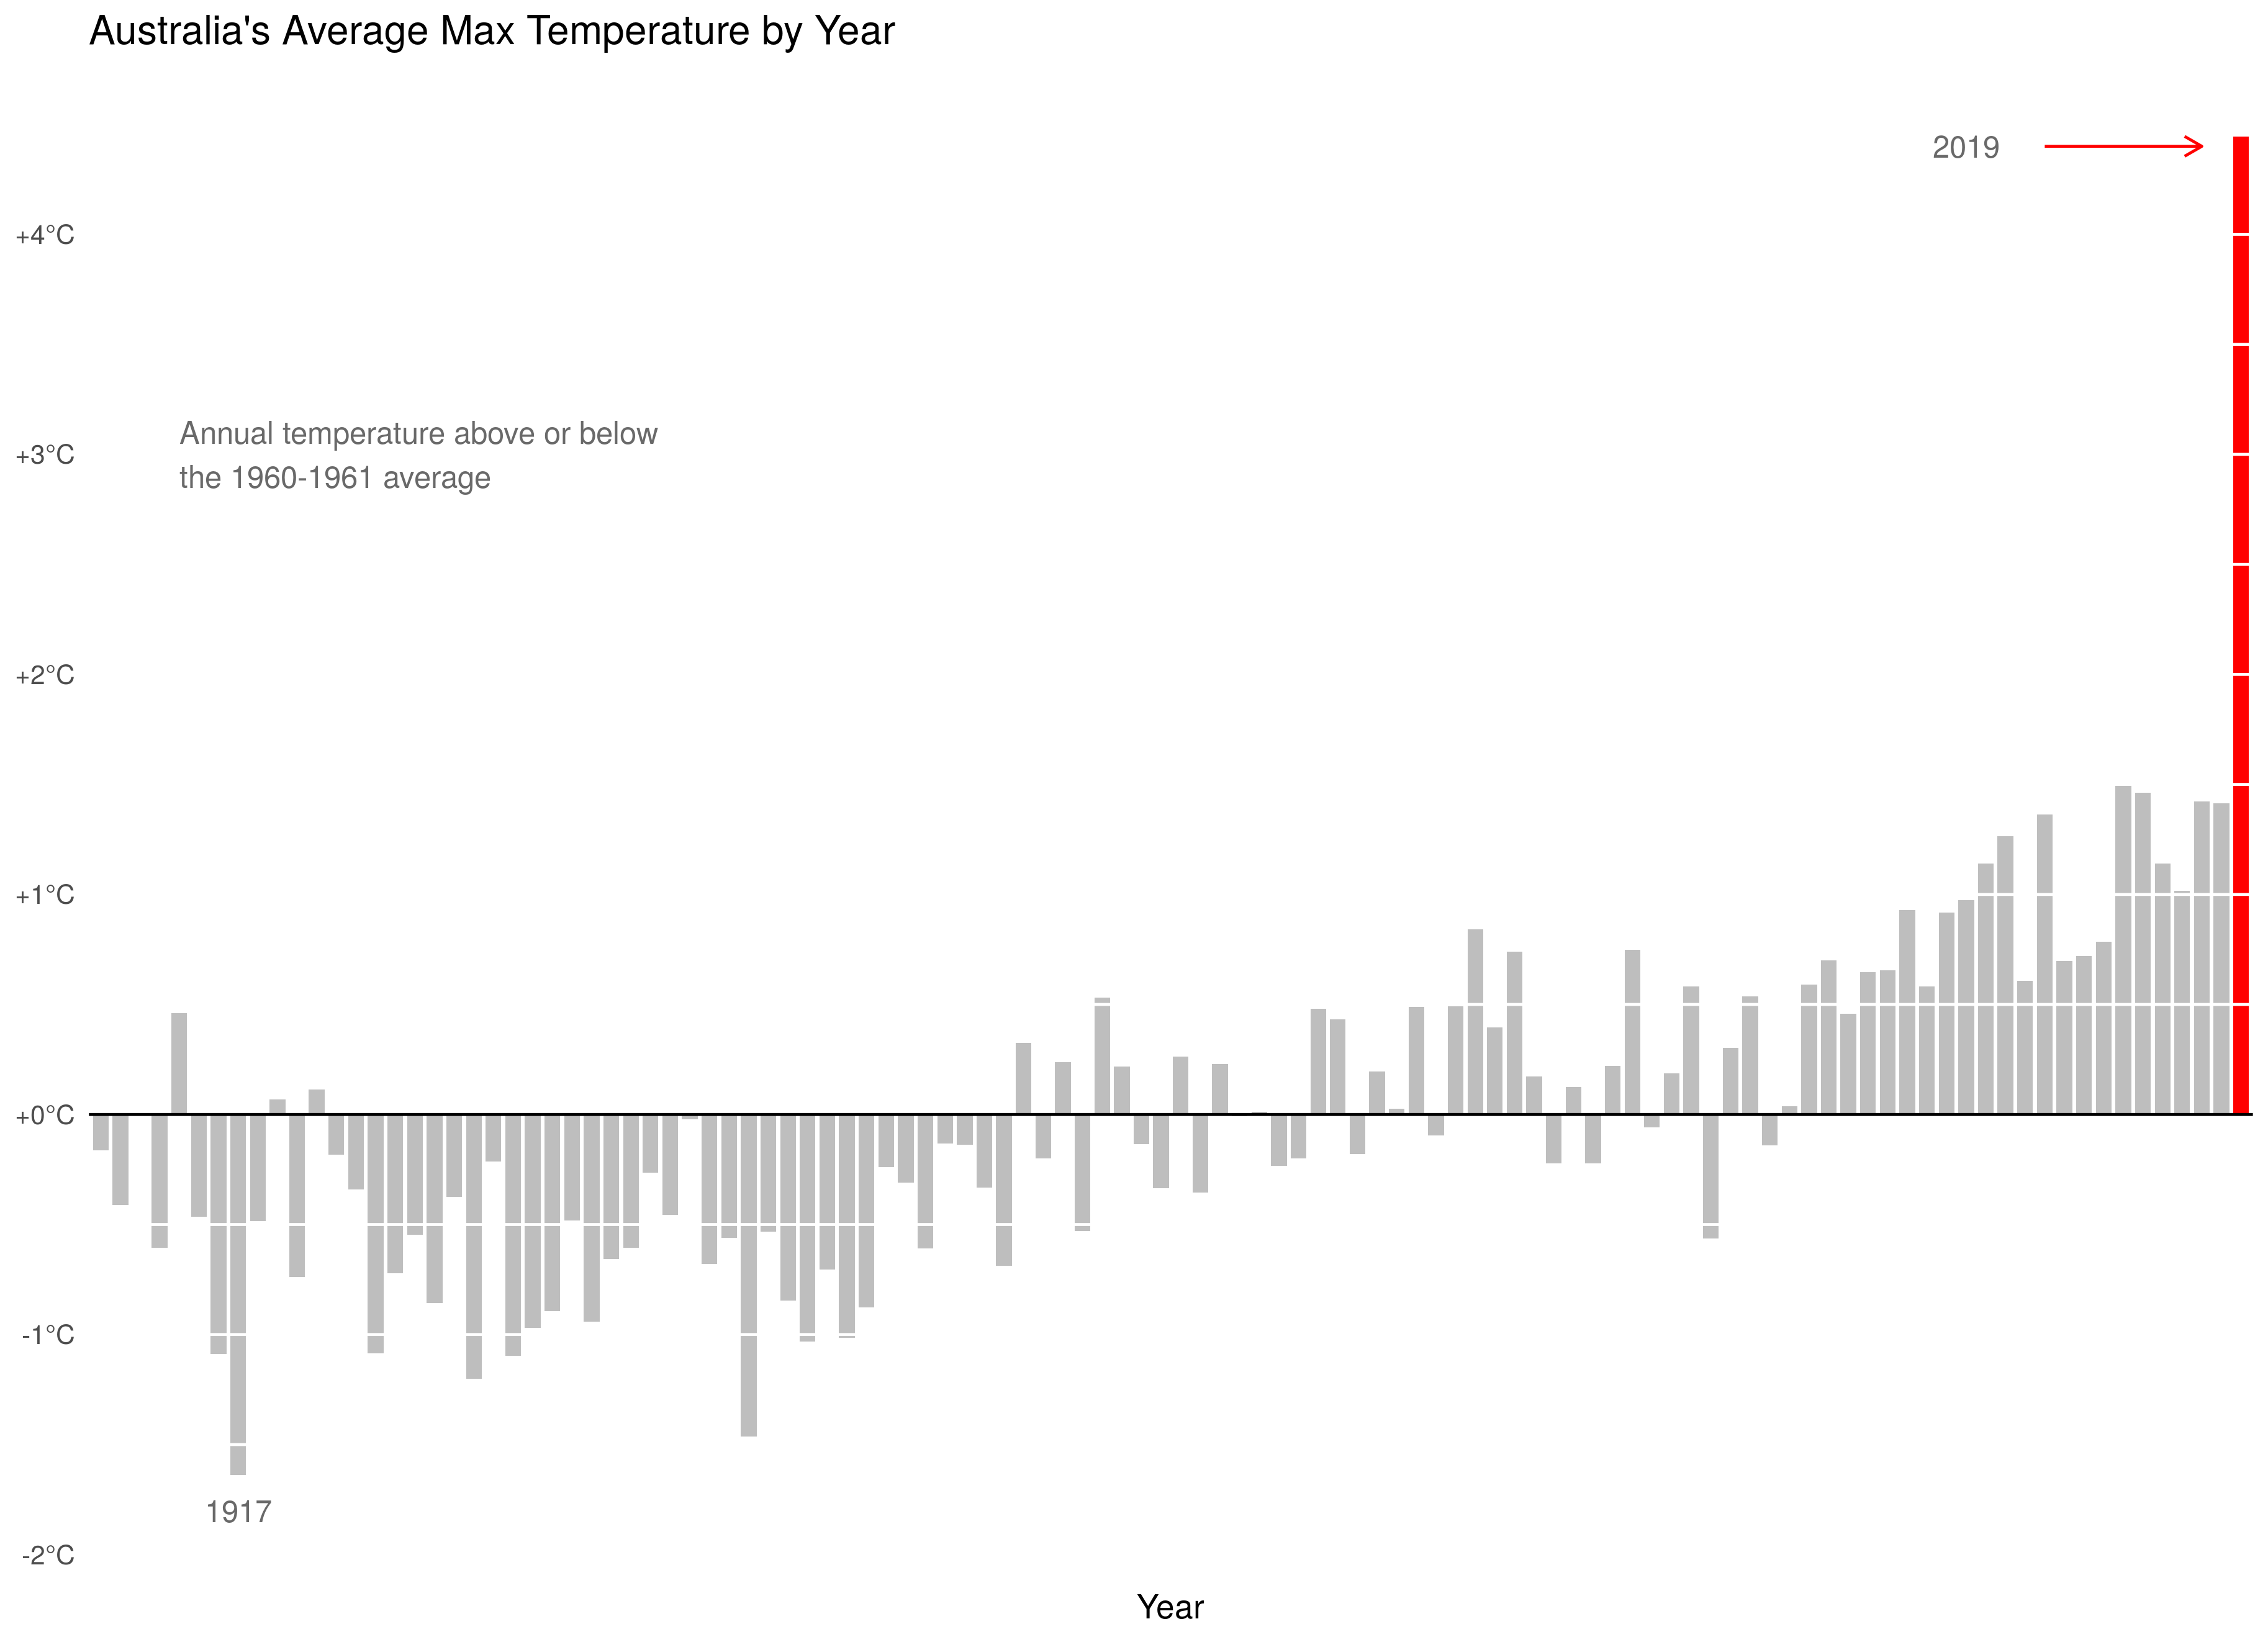 Australia's Average Max Temperature by Year
2019
+4°C
Annual temperature above or below
the 1960-1961 average
+3°C
+2°C
+1°C
+0°C
-1°C
1917
-2°C
Year